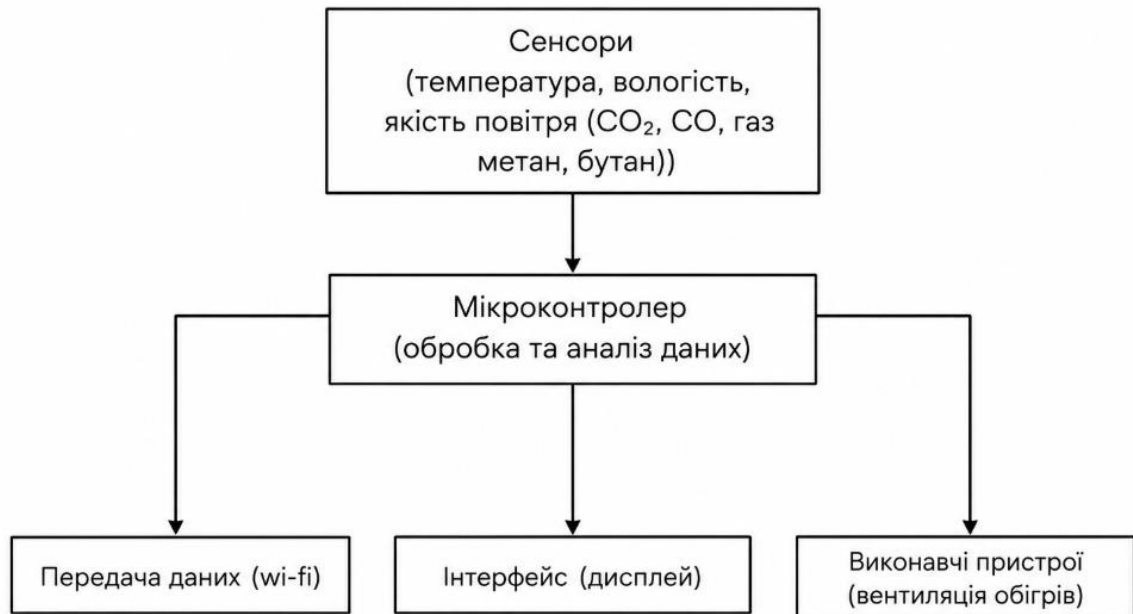 Сенсори
(температура, вологість,
якість повітря (CO₂, CO, газ
метан, бутан))
Мікроконтролер
(обробка та аналіз даних)
Передача даних (wi-fi)
Інтерфейс (дисплей)
Виконавчі пристрої
(вентиляція обігрів)